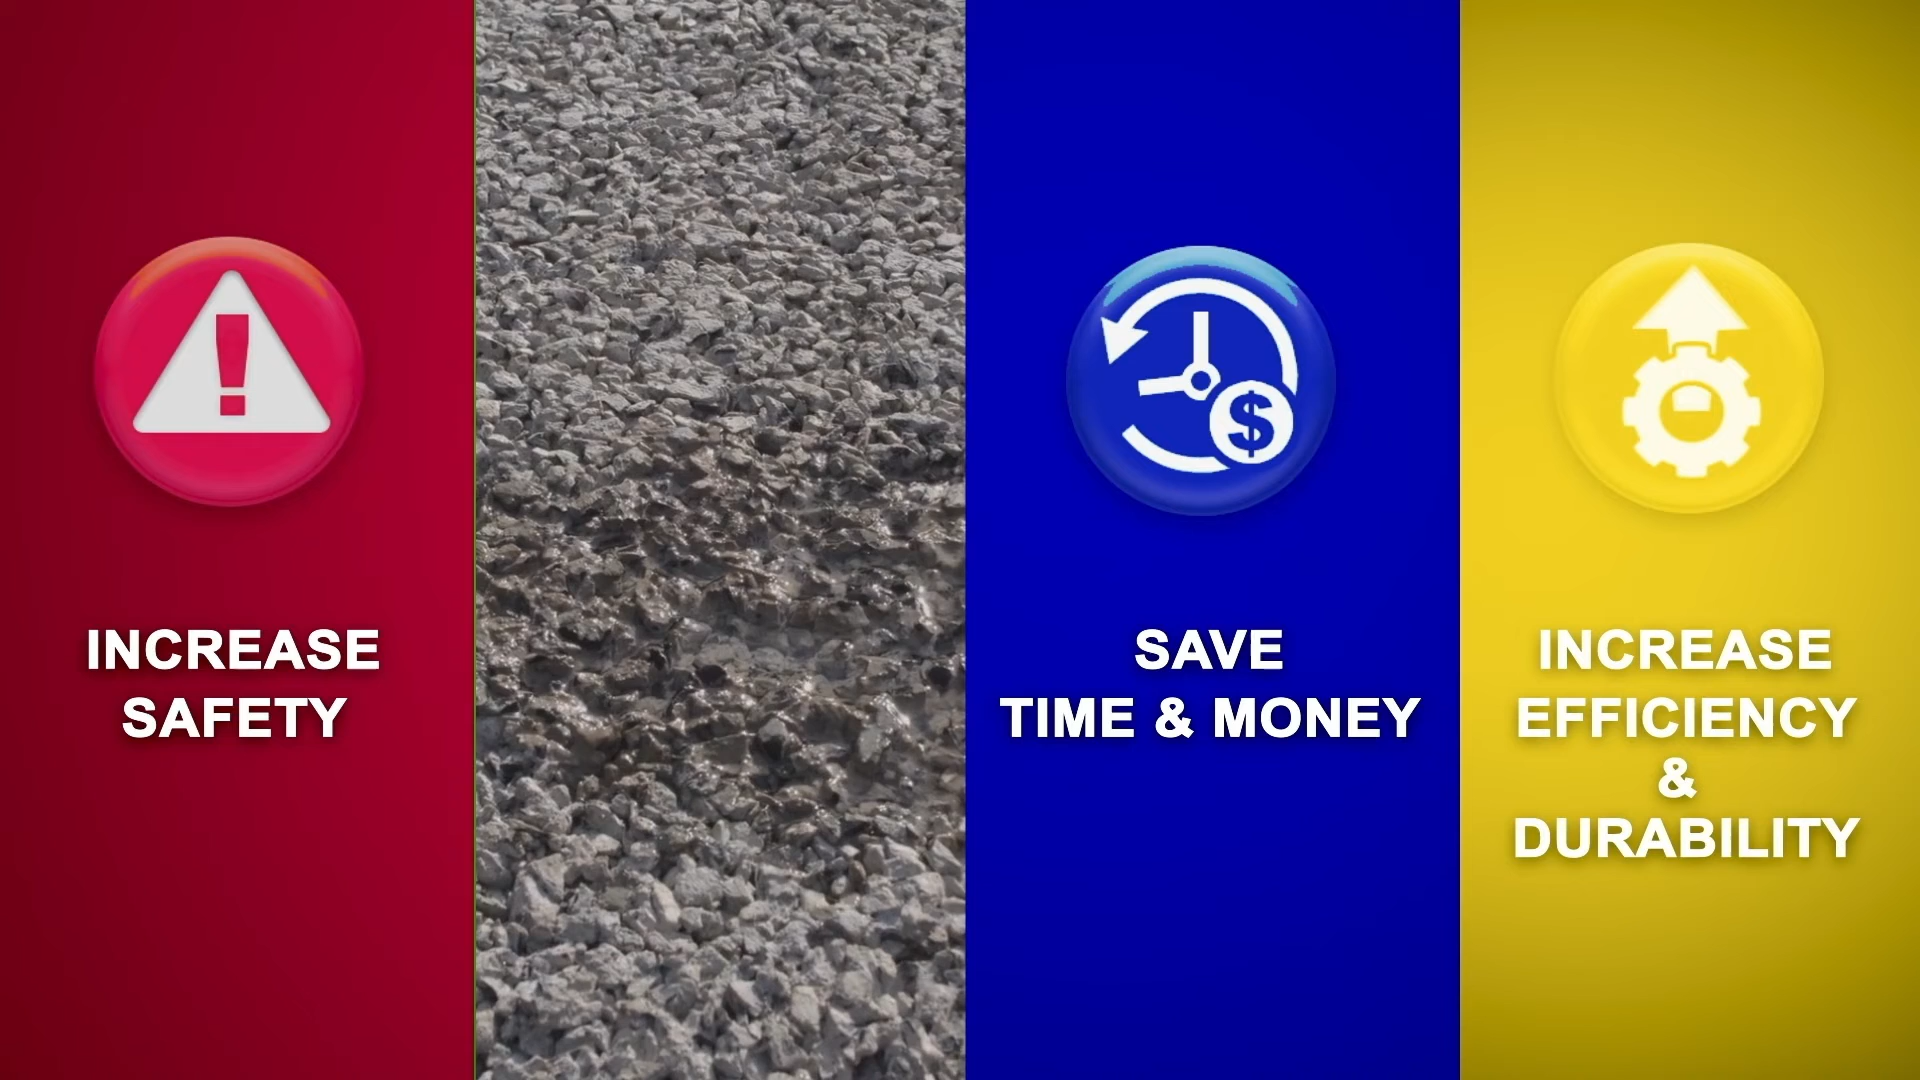 INCREASE
SAFETY
SAVE
TIME & MONEY
INCREASE
EFFICIENCY
&
DURABILITY